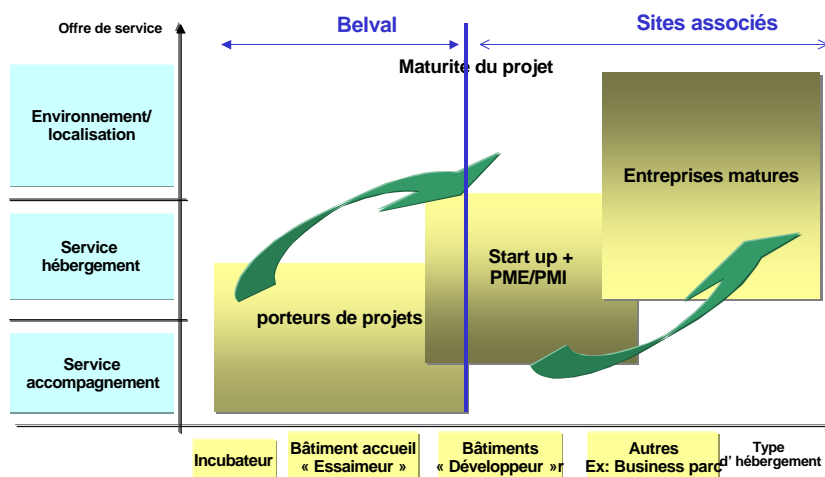 Offre de service
Belval
Sites associés
Maturité du projet
Environnement/
localisation
Entreprises matures
Service
hébergement
Start up +
PME/PMI
porteurs de projets
Service
accompagnement
Incubateur
Bâtiment accueil
« Essaimeur »
Bâtiments
« Développeur »r
Autres
Ex: Business parc
Type
d' hébergement